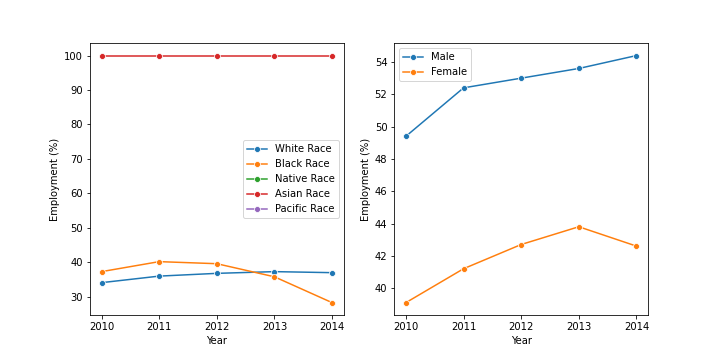 100
90
80
70
60
50
40
30
Employment (%)
2010 2011 2012 2013 2014
Year
White Race
Black Race
Native Race
Asian Race
Pacific Race
54
52
50
48
46
44
42
40
Employment (%)
2010 2011 2012 2013 2014
Year
Male
Female